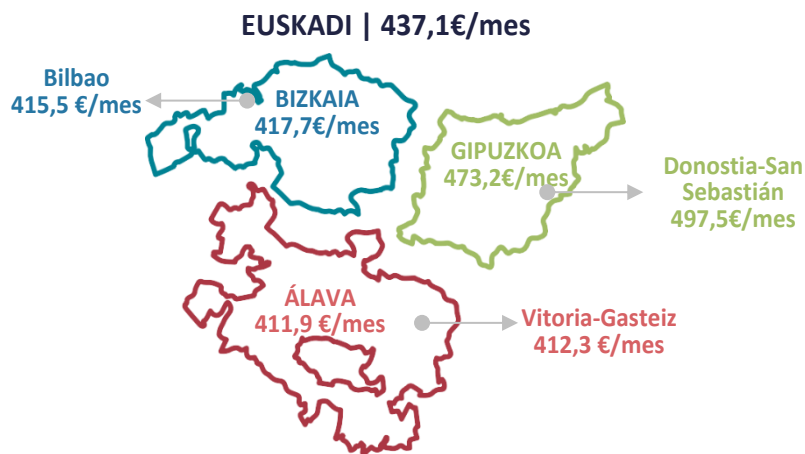 EUSKADI | 437,1€/mes
Bilbao
415,5 €/mes
BIZKAIA
417,7€/mes
GIPUZKOA
473,2€/mes
Donostia-San
Sebastián
497,5€/mes
ÁLAVA
411,9 €/mes
Vitoria-Gasteiz
412,3 €/mes